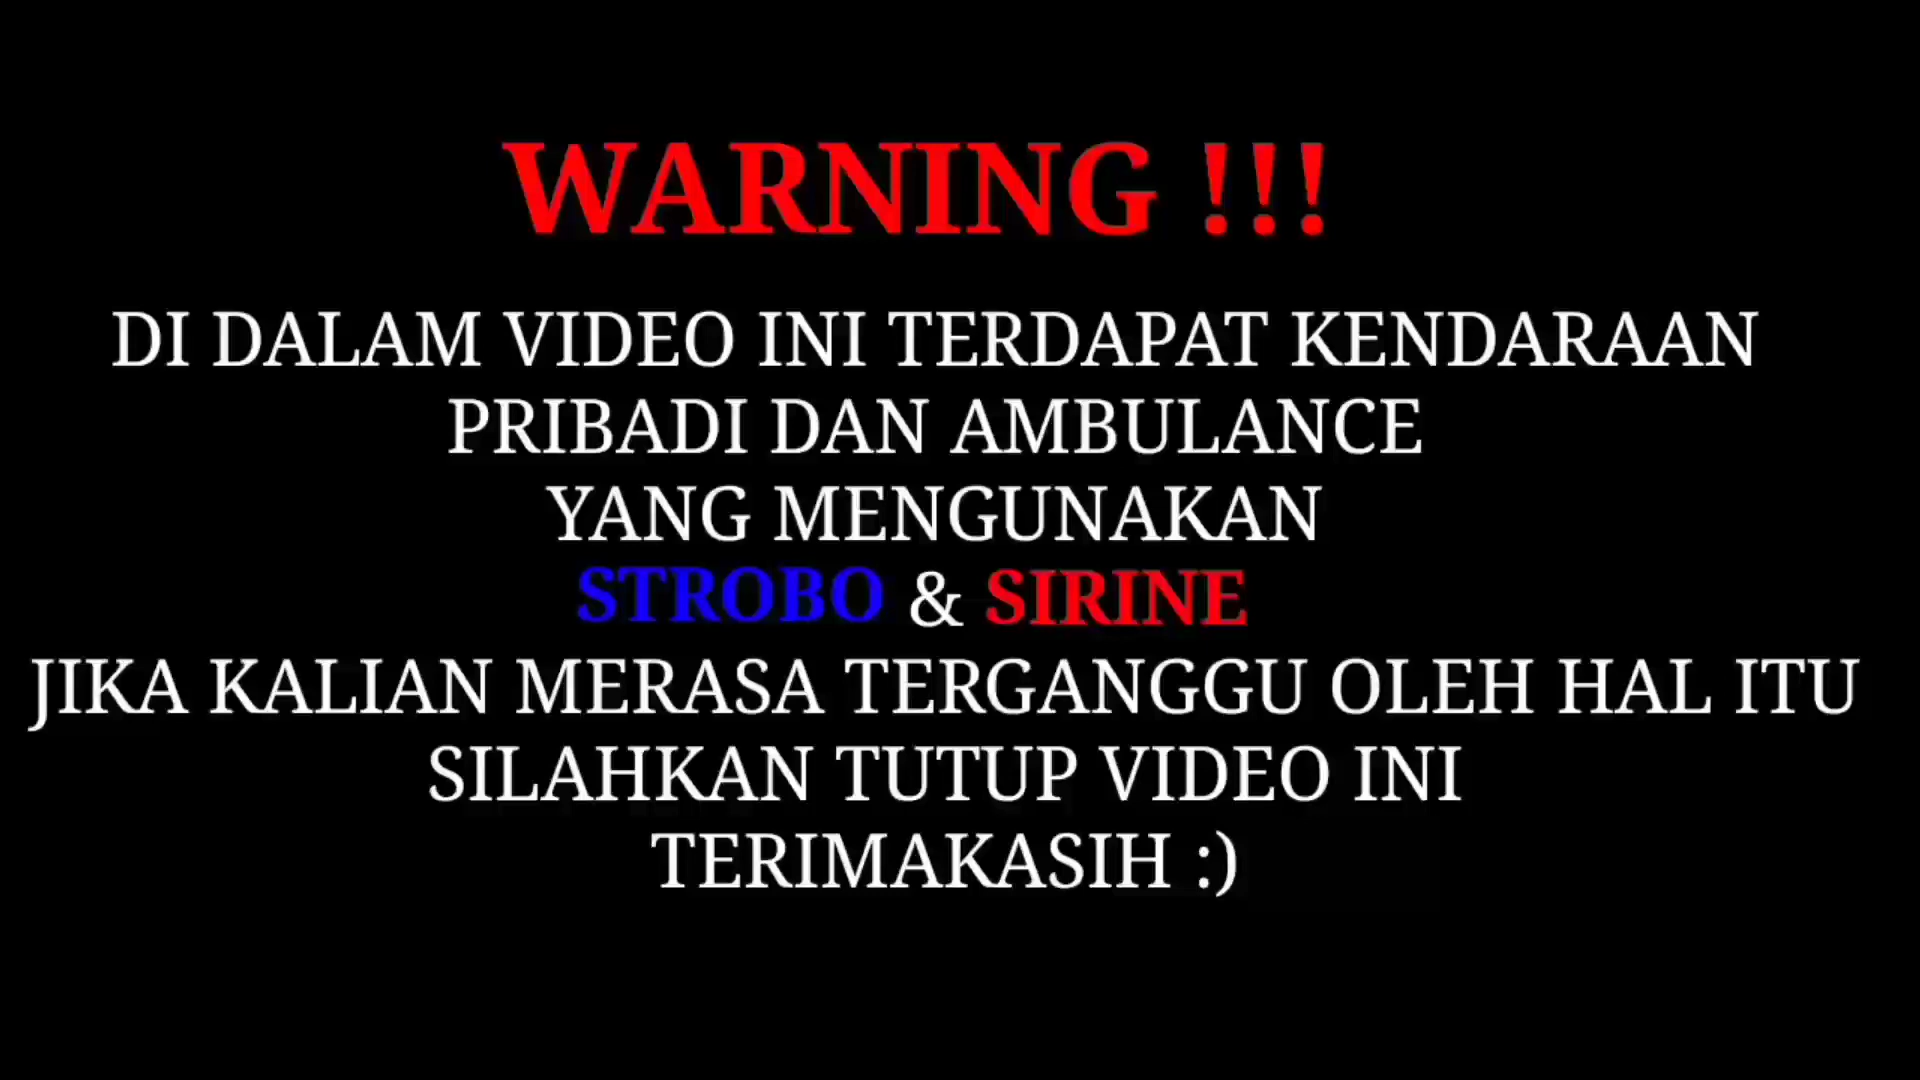 WARNING !!!
DI DALAM VIDEO INI TERDAPAT KENDARAAN
PRIBADI DAN AMBULANCE
YANG MENGUNAKAN
STROBO & SIRINE
JIKA KALIAN MERASA TERGANGGU OLEH HAL ITU
SILAHKAN TUTUP VIDEO INI
TERIMAKASIH :)